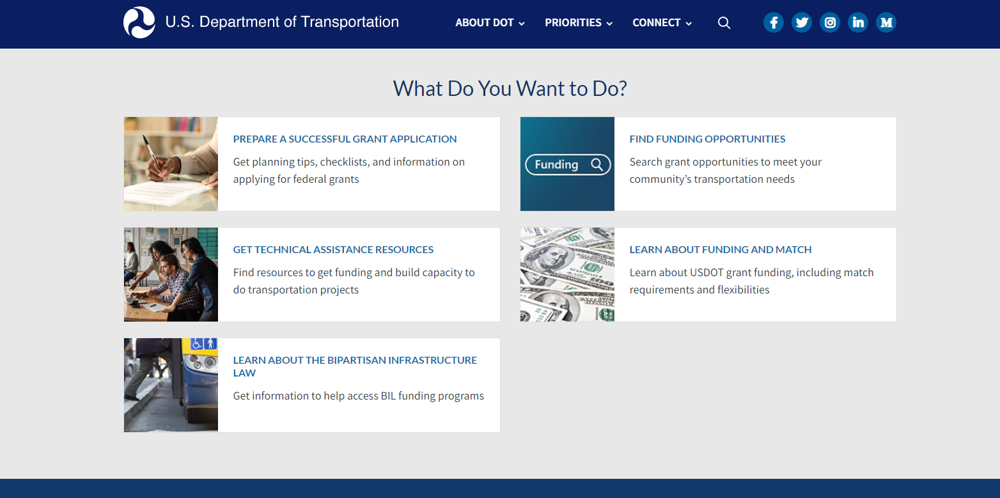 U.S. Department of Transportation
ABOUT DOT
PRIORITIES
CONNECT
What Do You Want to Do?
PREPARE A SUCCESSFUL GRANT APPLICATION
Get planning tips, checklists, and information on
applying for federal grants
Funding
FIND FUNDING OPPORTUNITIES
Search grant opportunities to meet your
community’s transportation needs
GET TECHNICAL ASSISTANCE RESOURCES
Find resources to get funding and build capacity to
do transportation projects
100
LEARN ABOUT FUNDING AND MATCH
Learn about USDOT grant funding, including match
requirements and flexibilities
LEARN ABOUT THE BIPARTISAN INFRASTRUCTURE
LAW
Get information to help access BIL funding programs